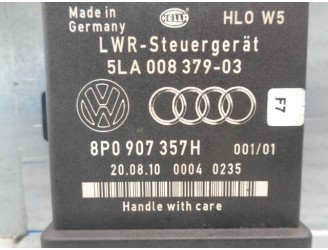 Made in
Germany
HELLA
HLO W5
LWR-Steuergerät
5LA 008 379-03
F7
8P0 907 357H 001/01
20.08.10 0004 0235
Handle with care